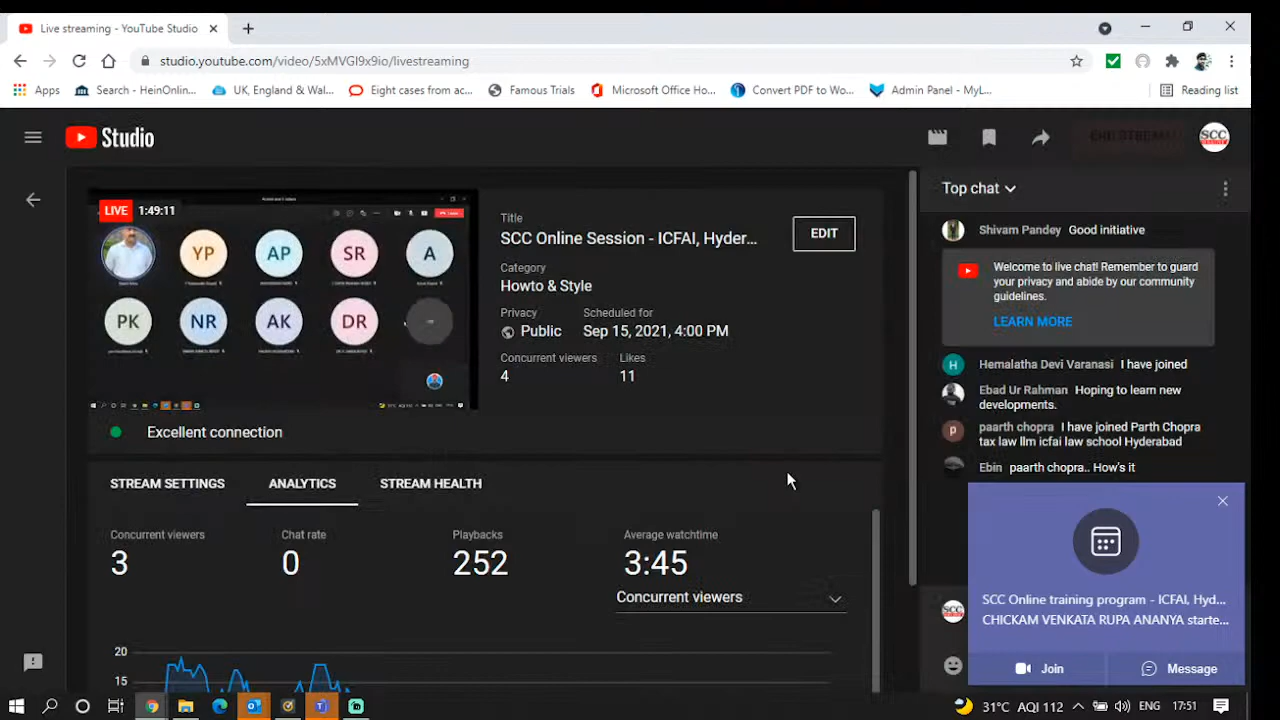 Live streaming - YouTube Studio
studio.youtube.com/video/5xMVGI9x9io/livestreaming
Apps
Search - HeinOnlin...
UK, England & Wal...
Eight cases from ac...
Famous Trials
Microsoft Office Ho...
Convert PDF to Wo...
Admin Panel - MyL...
Reading list
Studio
SCC
LIVE 1:49:11
YP
AP
SR
A
PK
NR
AK
DR
Title
SCC Online Session - ICFAI, Hyder...
EDIT
Category
Howto & Style
Privacy
Public
Scheduled for
Sep 15, 2021, 4:00 PM
Concurrent viewers
4
Likes
11
Excellent connection
STREAM SETTINGS
ANALYTICS
STREAM HEALTH
Concurrent viewers
3
Chat rate
0
Playbacks
252
Average watchtime
3:45
Concurrent viewers
20
15
Top chat
Shivam Pandey Good initiative
Welcome to live chat! Remember to guard
your privacy and abide by our community
guidelines.
LEARN MORE
H
Hemalatha Devi Varanasi I have joined
Ebad Ur Rahman Hoping to learn new
developments.
p
paarth chopra I have joined Parth Chopra
tax law llm icfai law school Hyderabad
Ebin paarth chopra.. How's it
SCC
SCC Online training program - ICFAI, Hyd...
CHICKAM VENKATA RUPA ANANYA starte...
Join
Message
31°C AQI 112
ENG
17:51